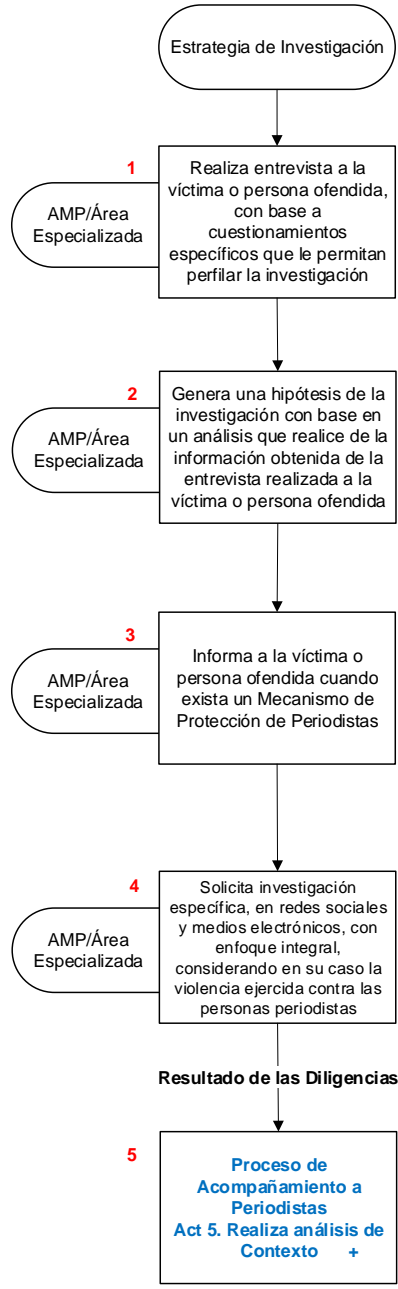 Estrategia de Investigación
1
AMP/Área
Especializada
Realiza entrevista a la
víctima o persona ofendida,
con base a
cuestionamientos
específicos que le permitan
perfilar la investigación
2
AMP/Área
Especializada
Genera una hipótesis de la
investigación con base en
un análisis que realice de la
información obtenida de la
entrevista realizada a la
víctima o persona ofendida
3
AMP/Área
Especializada
Informa a la víctima o
persona ofendida cuando
exista un Mecanismo de
Protección de Periodistas
4
AMP/Área
Especializada
Solicita investigación
específica, en redes sociales
y medios electrónicos, con
enfoque integral,
considerando en su caso la
violencia ejercida contra las
personas periodistas
Resultado de las Diligencias
5
Proceso de
Acompañamiento a
Periodistas
Act 5. Realiza análisis de
Contexto +